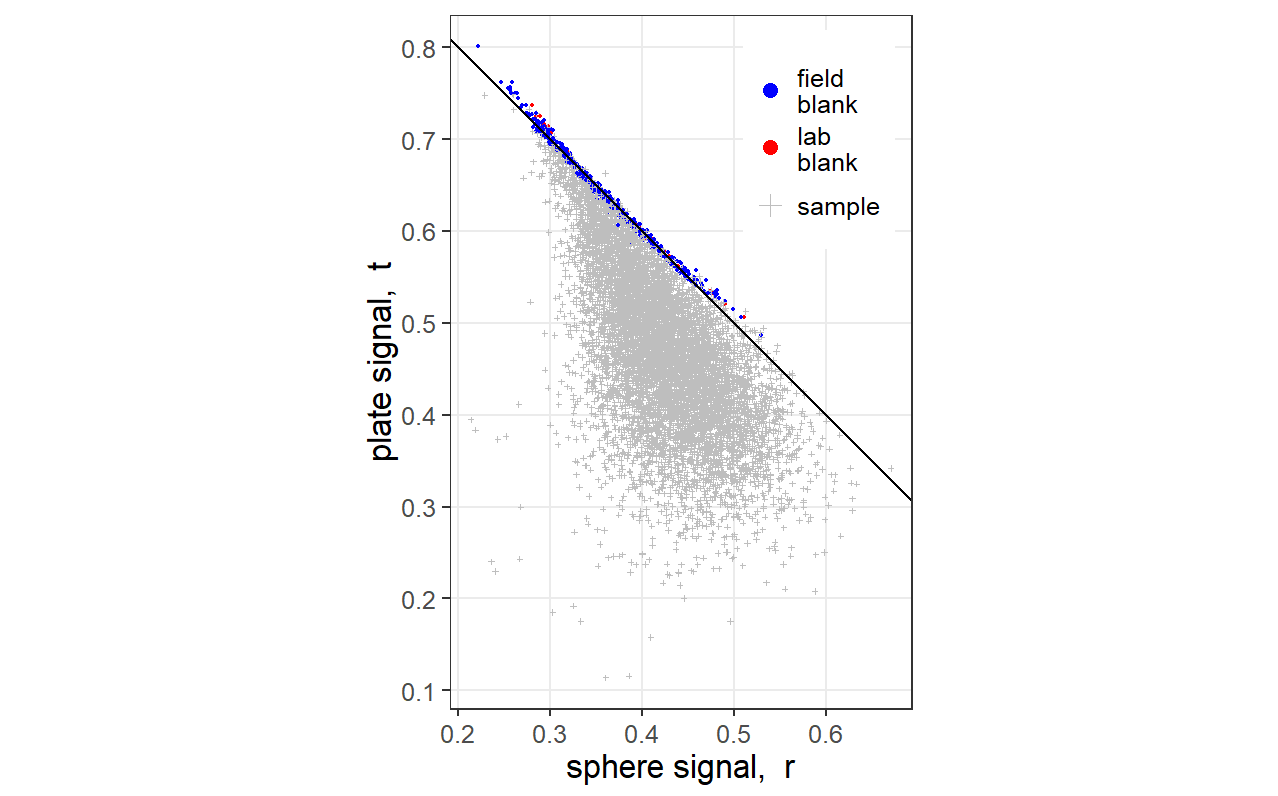 0.8
0.7
0.6
0.5
0.4
0.3
0.2
0.1
plate signal, t
0.2 0.3 0.4 0.5 0.6
sphere signal, r
field
blank
lab
blank
sample